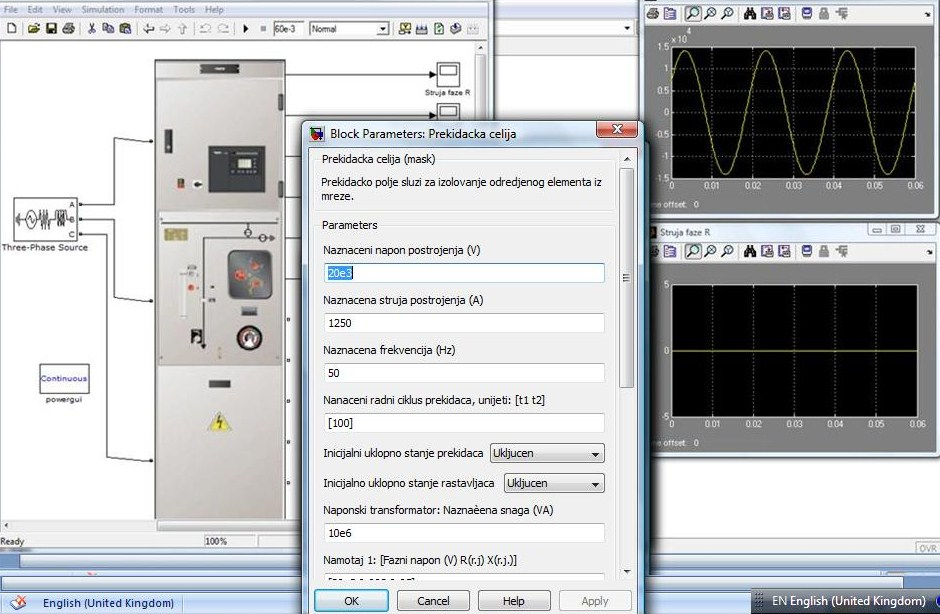 File Edit View Simulation Format Tools Help
60e-3 Normal
Struja faze R
A
B
C
Three-Phase Source
Continuous
powergui
Ready 100%
Block Parameters: Prekidacka celija
Prekidacka celija (mask)
Prekidacko polje sluzi za izolovanje odredjenog elementa iz
mreze.
Parameters
Naznaceni napon postrojenja (V)
20e3
Naznacena struja postrojenja (A)
1250
Naznacena frekvencija (Hz)
50
Nanaceni radni ciklus prekidaca, unijeti: [t1 t2]
[100]
Inicijalni uklopno stanje prekidaca Ukljucen
Inicijalno uklopno stanje rastavljaca Ukljucen
Naponski transformator: Naznaèena snaga (VA)
10e6
Namotaj 1: [Fazni napon (V) R(r.j) X(r.j.)]
OK Cancel Help Apply
x 10^4
1.5
1
0.5
0
-0.5
-1
-1.5
0 0.01 0.02 0.03 0.04 0.05 0.06
me offset: 0
Struja faze R
5
0
-5
0 0.01 0.02 0.03 0.04 0.05 0.06
me offset: 0
OVR
English (United Kingdom)
EN English (United Kingdom)